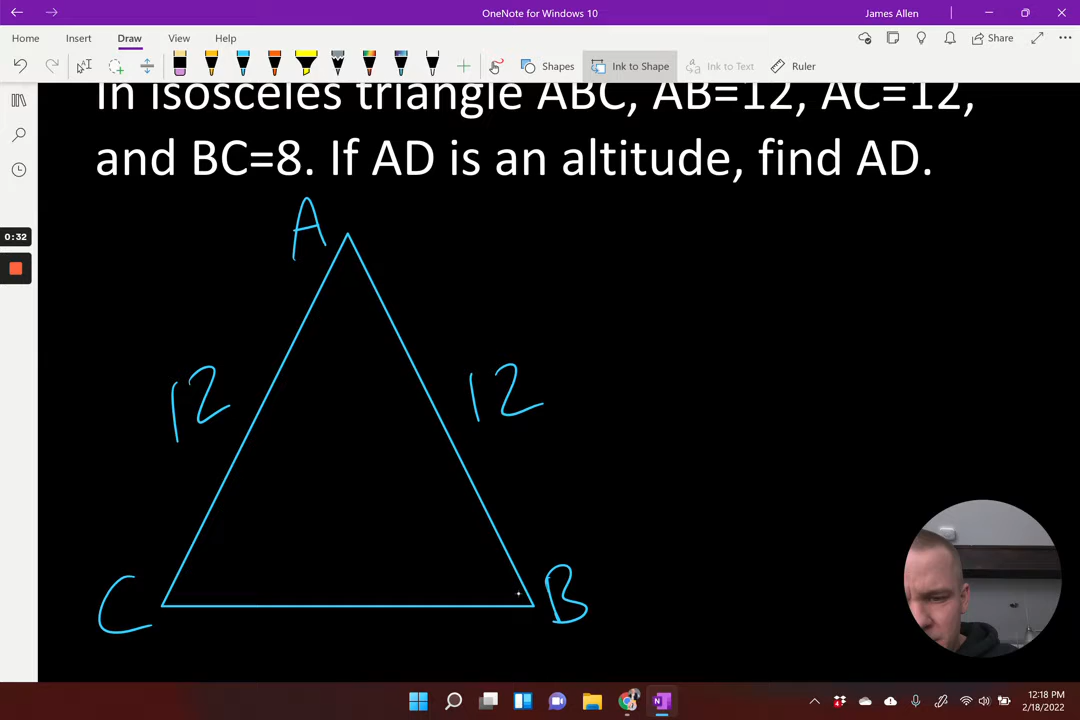 OneNote for Windows 10
James Allen
Home Insert Draw View Help
Share
Shapes
Ink to Shape
Ink to Text
Ruler
In isosceles triangle ABC, AB=12, AC=12,
and BC=8. If AD is an altitude, find AD.
0:32
A
12
12
C
B
12:18 PM
2/18/2022